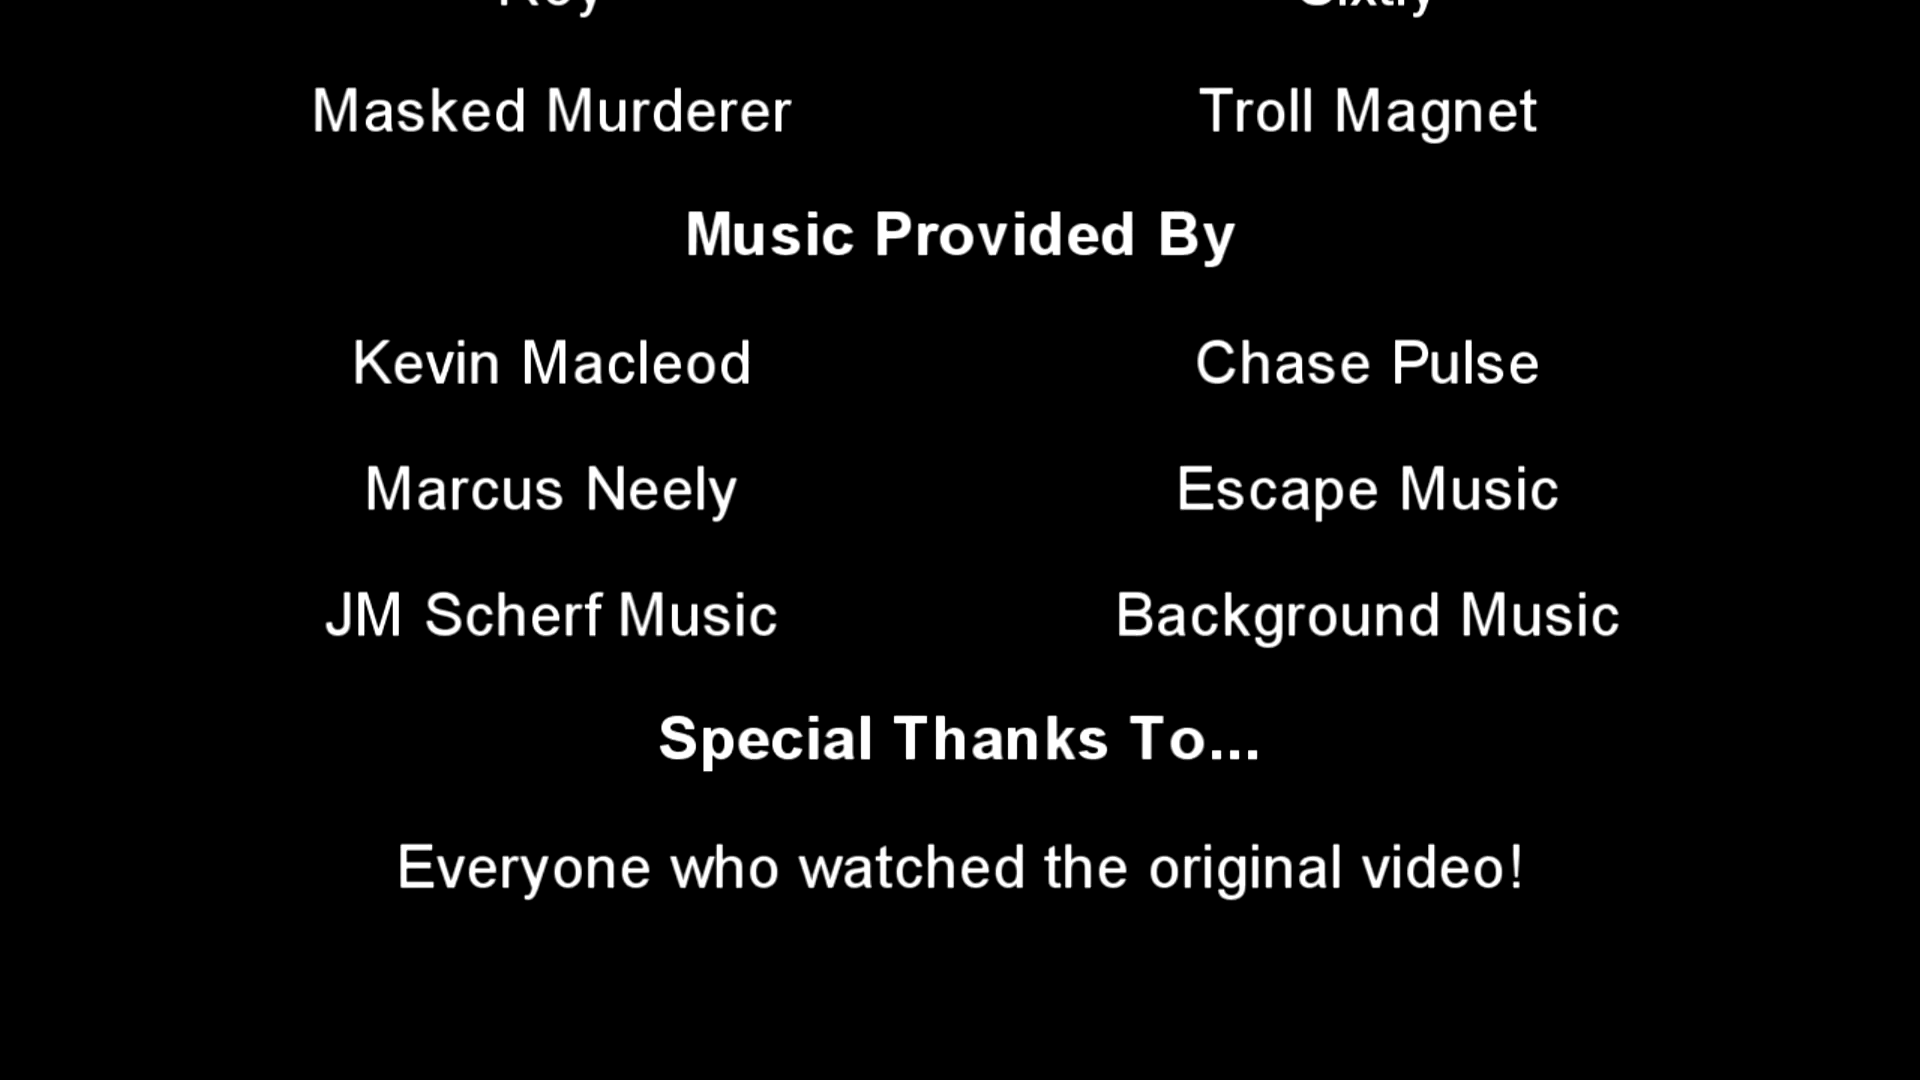 Masked Murderer Troll Magnet
Music Provided By
Kevin Macleod Chase Pulse
Marcus Neely Escape Music
JM Scherf Music Background Music
Special Thanks To...
Everyone who watched the original video!